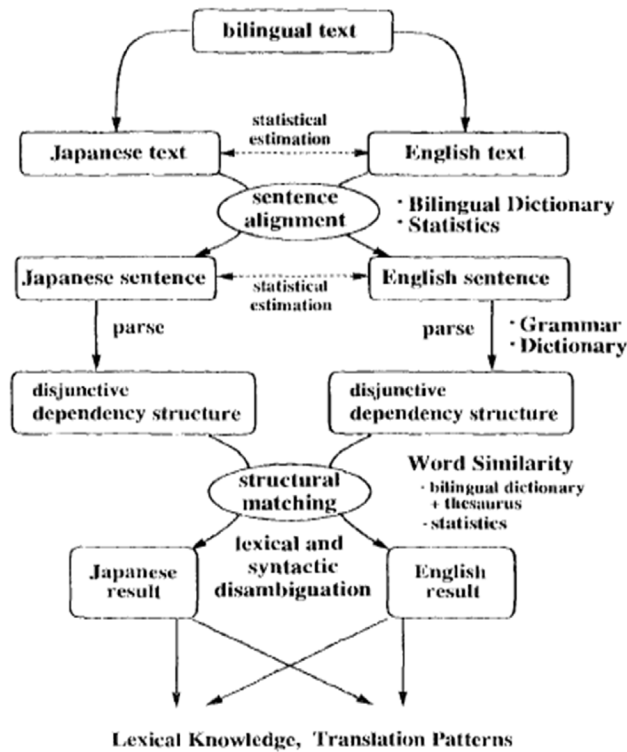 bilingual text
statistical
estimation
Japanese text
English text
sentence
alignment
· Bilingual Dictionary
· Statistics
Japanese sentence
statistical
estimation
English sentence
parse
parse
· Grammar
· Dictionary
disjunctive
dependency structure
disjunctive
dependency structure
structural
matching
Word Similarity
· bilingual dictionary
+ thesaurus
- statistics
lexical and
syntactic
disambiguation
Japanese
result
English
result
Lexical Knowledge, Translation Patterns